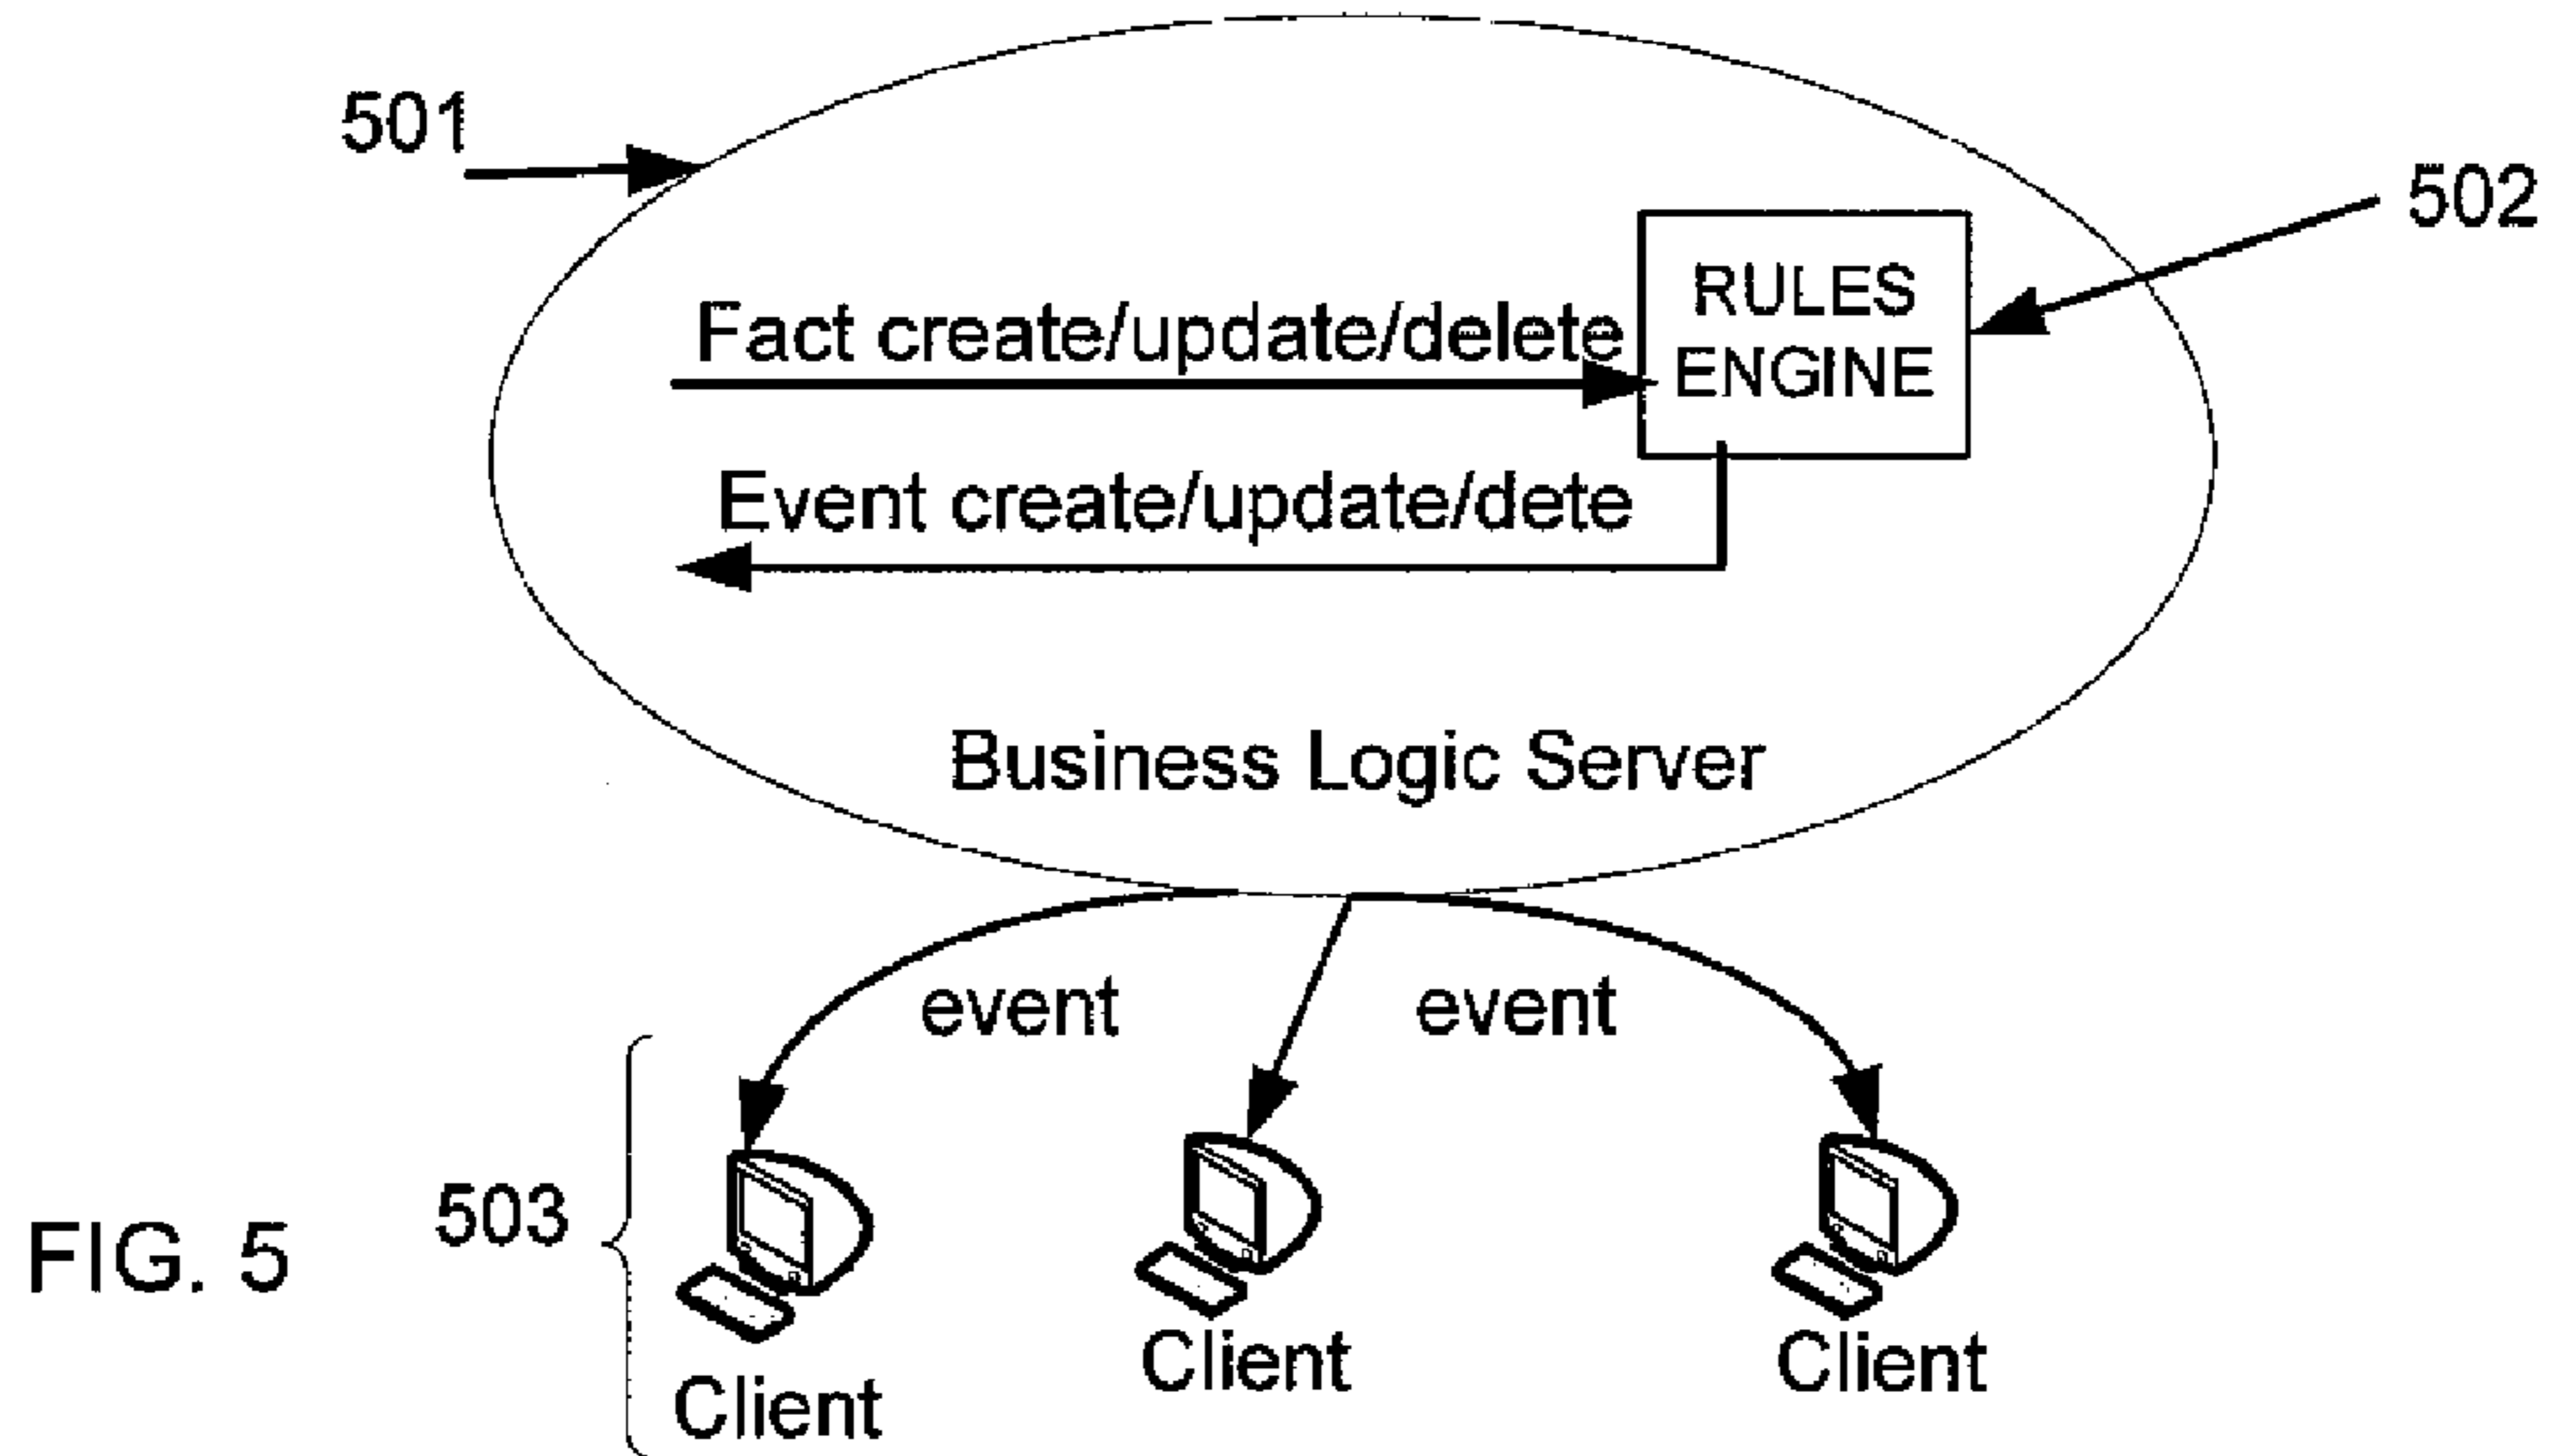 501
502
RULES
ENGINE
Fact create/update/delete
Event create/update/dete
Business Logic Server
event
event
503
FIG. 5
Client
Client
Client